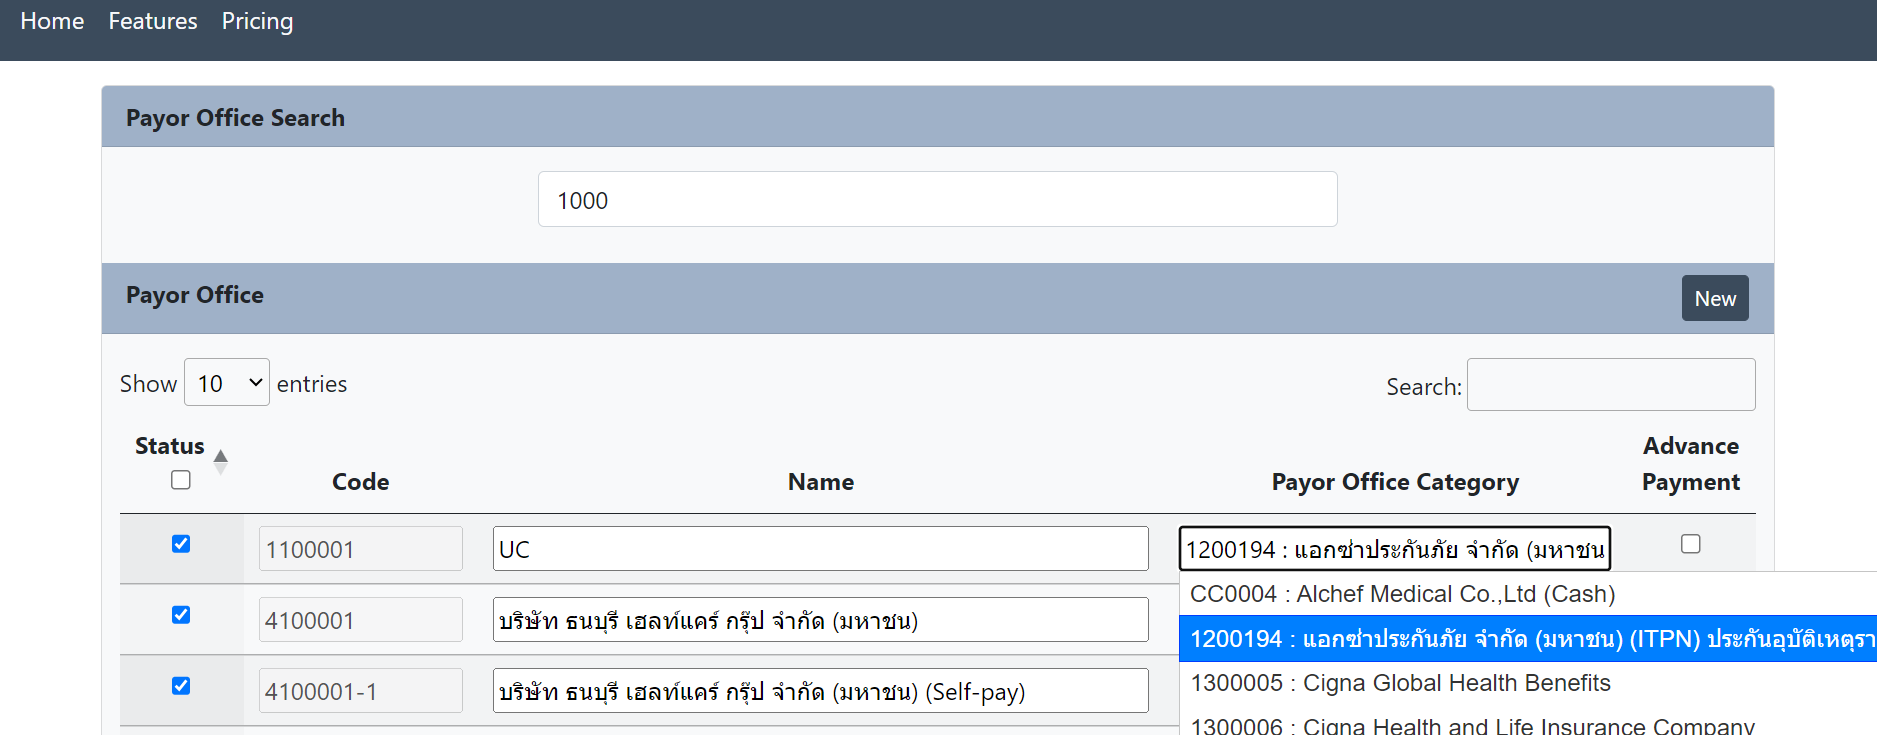 Home Features Pricing
Payor Office Search
1000
Payor Office New
Show 10 entries Search:
Status Code Name Payor Office Category Advance Payment
1100001 UC 1200194 : แอกซ่าประกันภัย จำกัด (มหาชน
CC0004 : Alchef Medical Co.,Ltd (Cash)
4100001 บริษัท ธนบุรี เฮลท์แคร์ กรุ๊ป จำกัด (มหาชน)
1200194 : แอกซ่าประกันภัย จำกัด (มหาชน) (ITPN) ประกันอุบัติเหตุรา
4100001-1 บริษัท ธนบุรี เฮลท์แคร์ กรุ๊ป จำกัด (มหาชน) (Self-pay)
1300005 : Cigna Global Health Benefits
1300006 : Cigna Health and Life Insurance Company